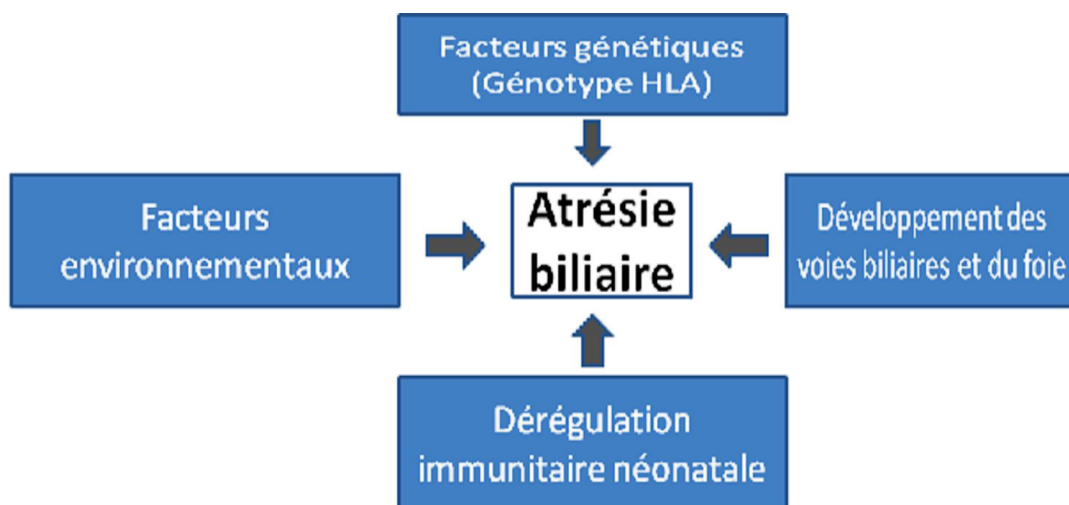 Facteurs génétiques
(Génotype HLA)
Facteurs
environnementaux
Atrésie
biliaire
Développement des
voies biliaires et du foie
Dérégulation
immunitaire néonatale